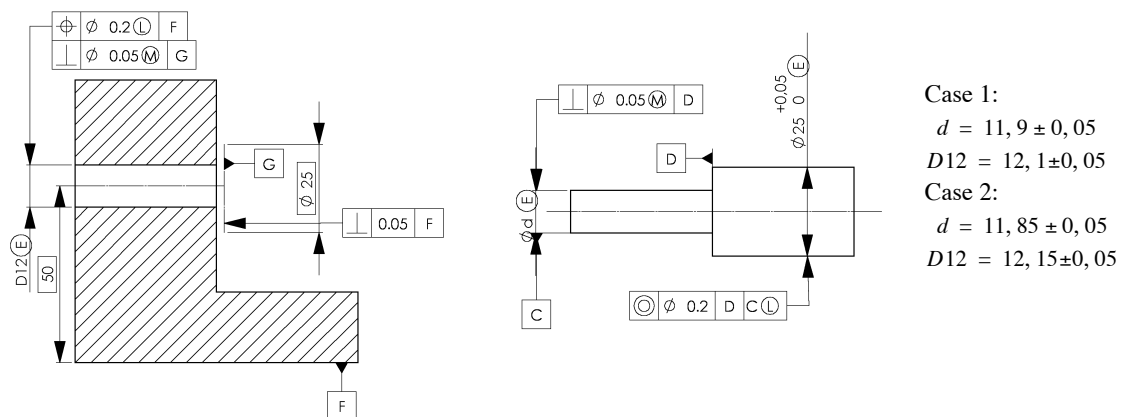 ⌖ ⌀ 0.2 Ⓛ F
⊥ ⌀ 0.05 Ⓜ G
G
⌀ 25
⊥ 0.05 F
D12 Ⓔ
50
F
⊥ ⌀ 0.05 Ⓜ D
D
+0,05
⌀25 0 Ⓔ
⌀d Ⓔ
C
◎ ⌀ 0.2 D C Ⓛ
Case 1:
d = 11, 9 ± 0, 05
D12 = 12, 1±0, 05
Case 2:
d = 11, 85 ± 0, 05
D12 = 12, 15±0, 05